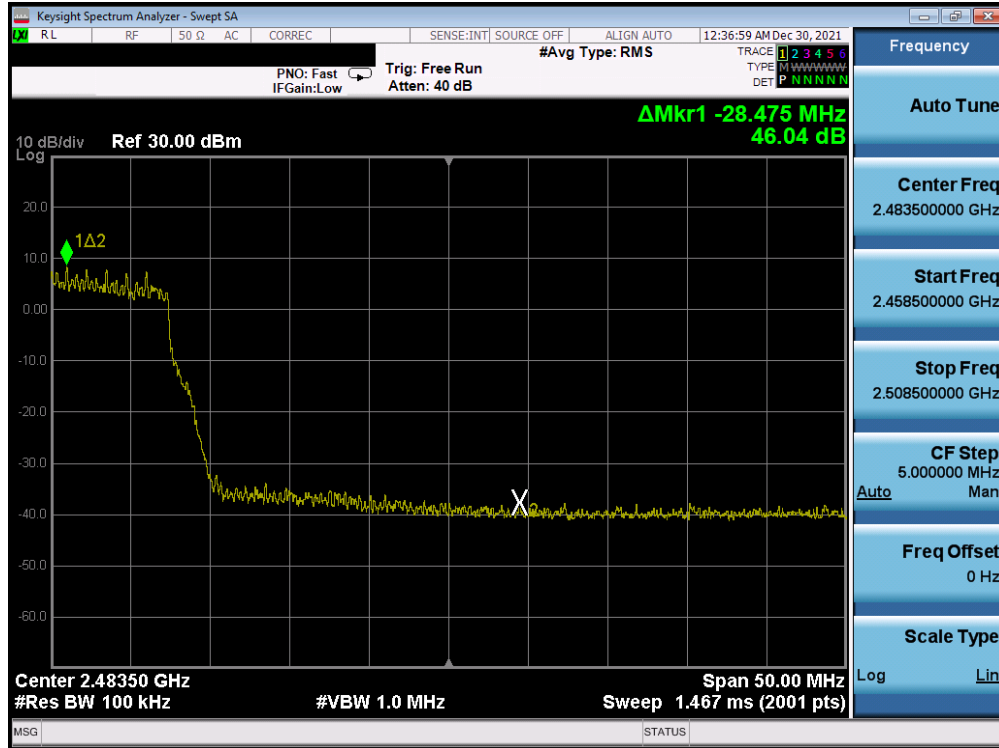 Keysight Spectrum Analyzer - Swept SA
LXI RL RF 50 Ω AC CORREC SENSE:INT SOURCE OFF ALIGN AUTO 12:36:59 AM Dec 30, 2021
PNO: Fast
IFGain:Low
Trig: Free Run
Atten: 40 dB
#Avg Type: RMS
TRACE 1 2 3 4 5 6
TYPE M WWWWW
DET P N N N N N
ΔMkr1 -28.475 MHz
46.04 dB
10 dB/div Ref 30.00 dBm
Log
20.0
1Δ2
10.0
0.00
-10.0
-20.0
-30.0
-40.0
-50.0
-60.0
X2
Center 2.48350 GHz Span 50.00 MHz
#Res BW 100 kHz #VBW 1.0 MHz Sweep 1.467 ms (2001 pts)
MSG STATUS
Frequency
Auto Tune
Center Freq
2.483500000 GHz
Start Freq
2.458500000 GHz
Stop Freq
2.508500000 GHz
CF Step
5.000000 MHz
Auto Man
Freq Offset
0 Hz
Scale Type
Log Lin